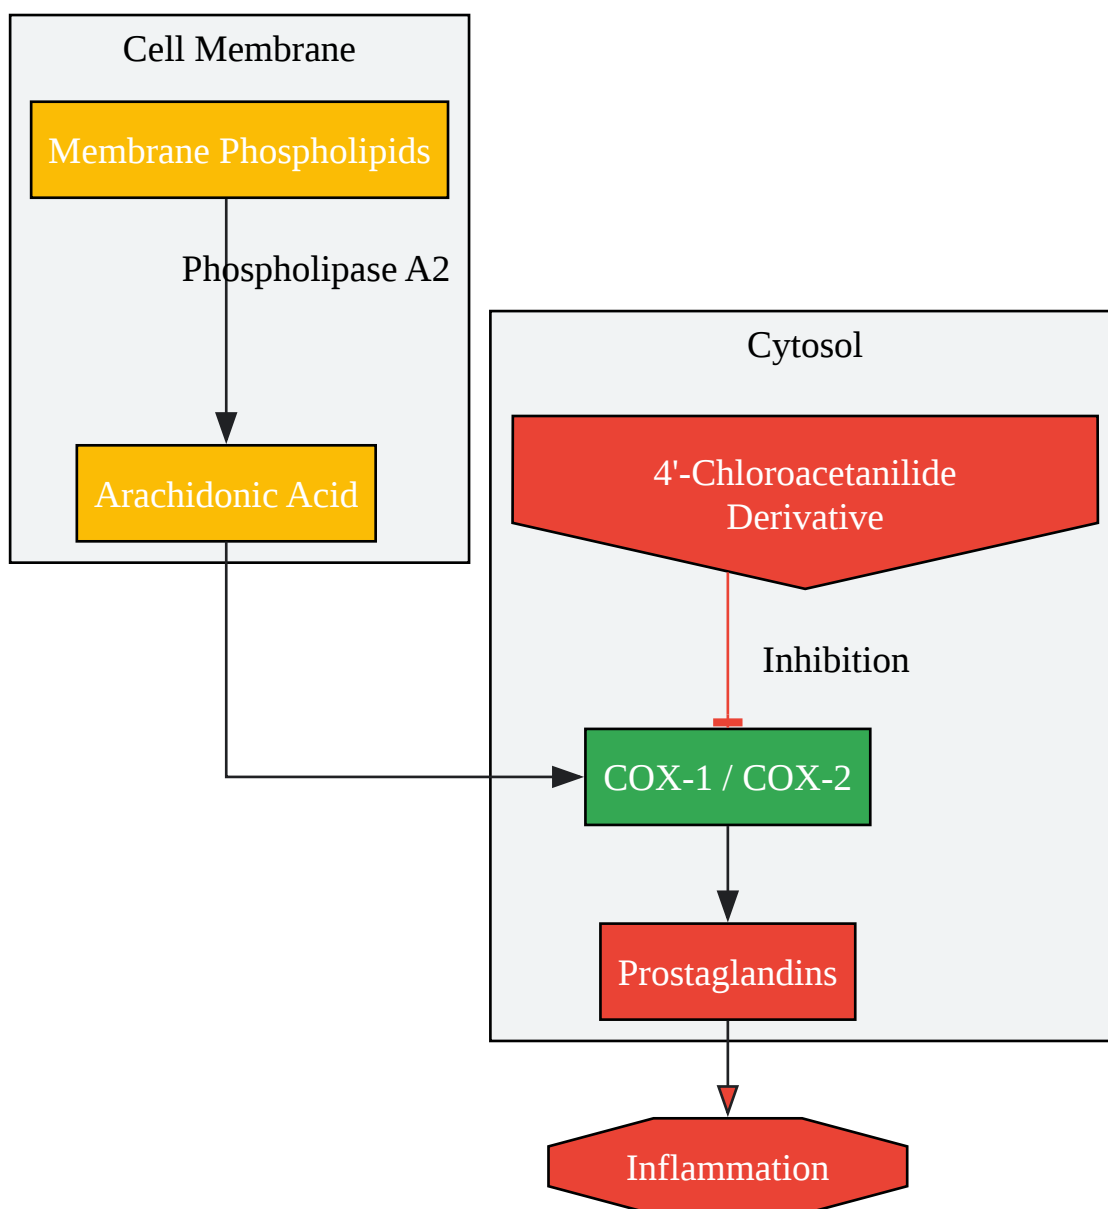 Cell Membrane
Membrane Phospholipids
Phospholipase A2
Arachidonic Acid
Cytosol
4'-Chloroacetanilide
Derivative
Inhibition
COX-1 / COX-2
Prostaglandins
Inflammation